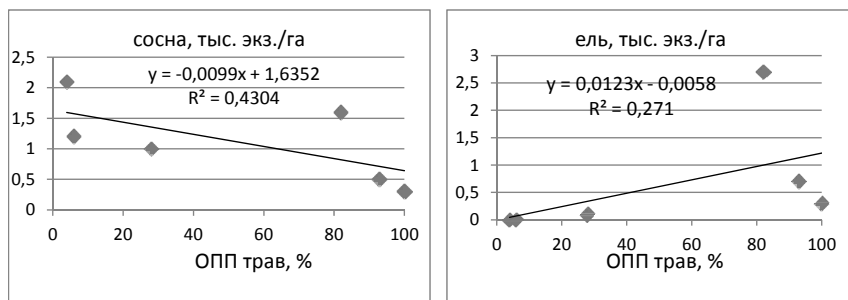 сосна, тыс. экз./га
y = -0,0099x + 1,6352
R² = 0,4304
2,5
2
1,5
1
0,5
0
0 20 40 60 80 100
ОПП трав, %
ель, тыс. экз./га
y = 0,0123x - 0,0058
R² = 0,271
3
2,5
2
1,5
1
0,5
0
0 20 40 60 80 100
ОПП трав, %